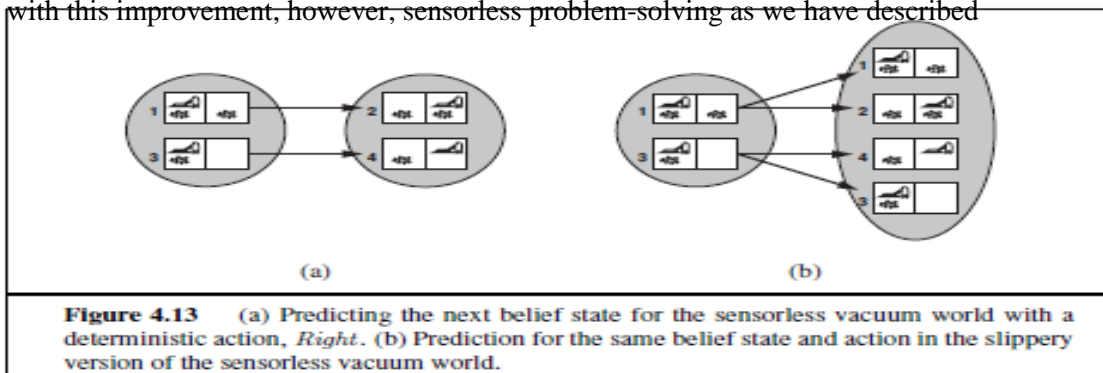 with this improvement, however, sensorless problem-solving as we have described
1 2
3 4
(a)
1
1 2
3 4
3
(b)
Figure 4.13 (a) Predicting the next belief state for the sensorless vacuum world with a
deterministic action, Right. (b) Prediction for the same belief state and action in the slippery
version of the sensorless vacuum world.